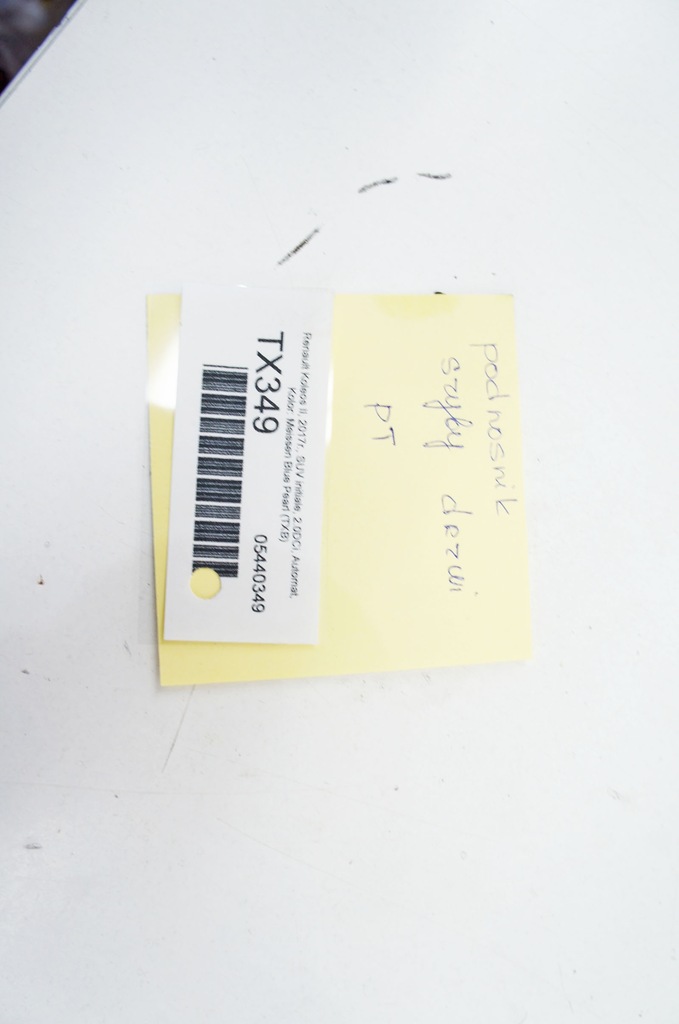 podnosnik
szyby drzwi
PT
Renault Koleos II, 2017r., SUV initiale, 2.0DCi, Automat,
Kolor: Meissen Blue Pearl (TXB)
TX349
05440349